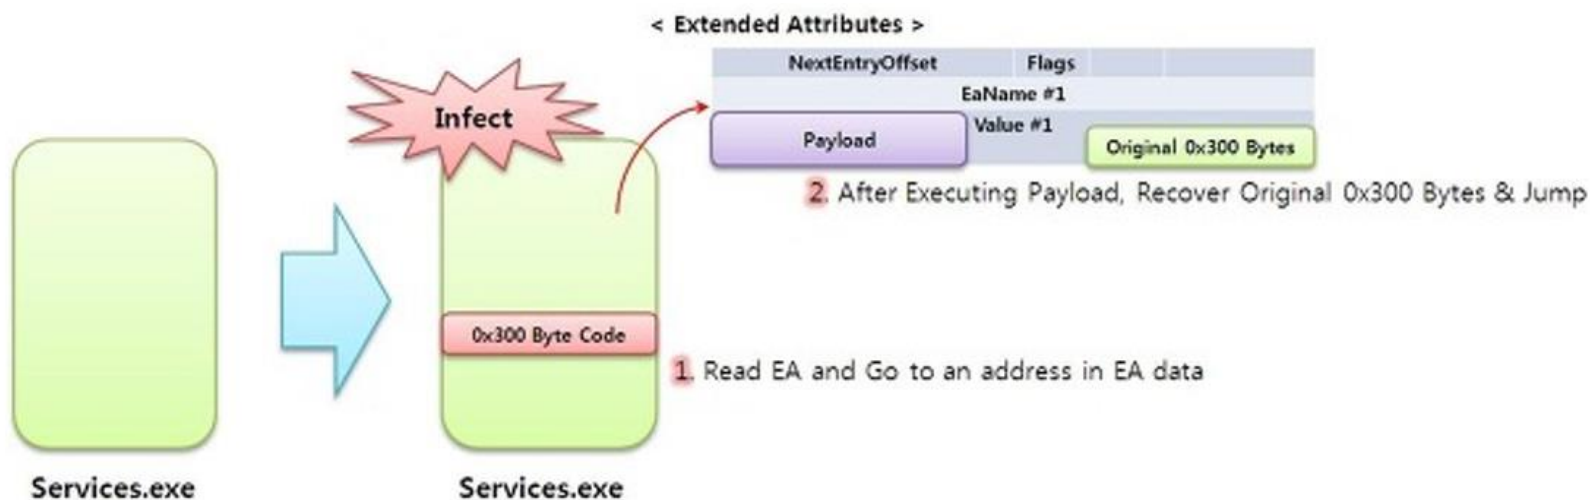 < Extended Attributes >
NextEntryOffset Flags
EaName #1
Infect
Payload
Value #1
Original 0x300 Bytes
2. After Executing Payload, Recover Original 0x300 Bytes & Jump
0x300 Byte Code
1. Read EA and Go to an address in EA data
Services.exe
Services.exe